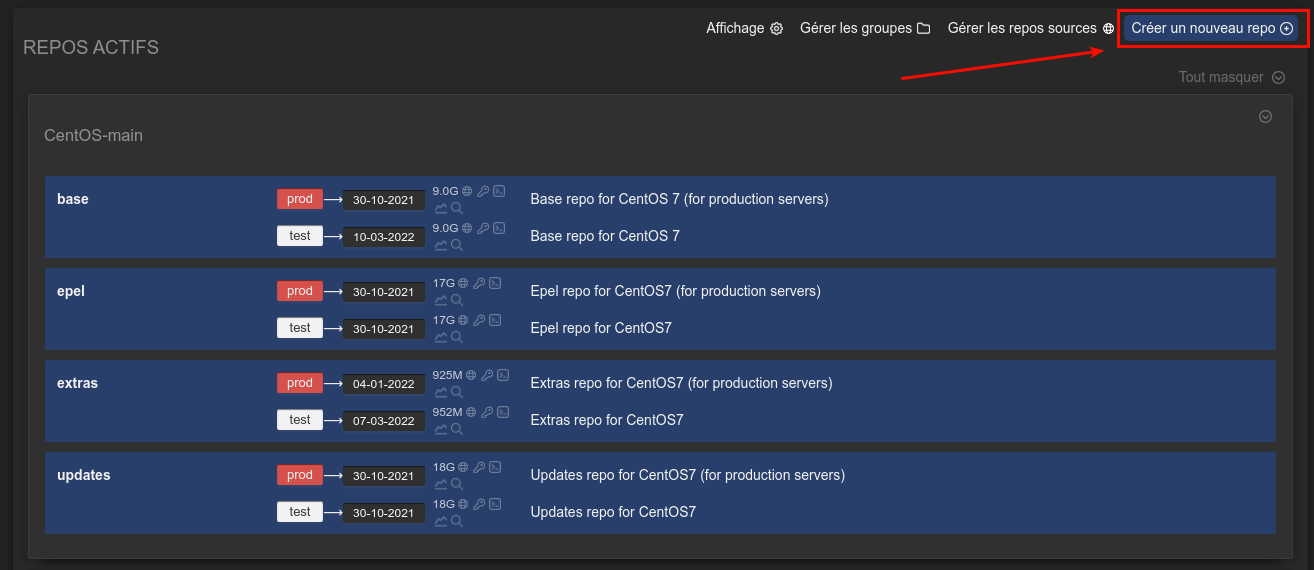 Affichage Gérer les groupes Gérer les repos sources Créer un nouveau repo
REPOS ACTIFS
Tout masquer
CentOS-main
base prod 30-10-2021 9.0G Base repo for CentOS 7 (for production servers)
test 10-03-2022 9.0G Base repo for CentOS 7
epel prod 30-10-2021 17G Epel repo for CentOS7 (for production servers)
test 30-10-2021 17G Epel repo for CentOS7
extras prod 04-01-2022 925M Extras repo for CentOS7 (for production servers)
test 07-03-2022 952M Extras repo for CentOS7
updates prod 30-10-2021 18G Updates repo for CentOS7 (for production servers)
test 30-10-2021 18G Updates repo for CentOS7